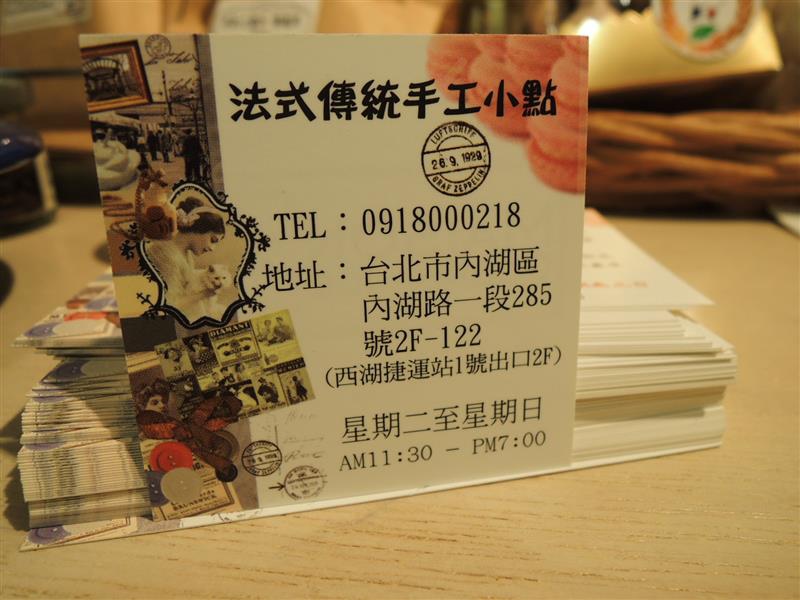 法式傳統手工小點
LUFTSCHIFF
26.9.1929
GRAF ZEPPELIN
TEL：0918000218
地址：台北市內湖區
內湖路一段285
號2F-122
(西湖捷運站1號出口2F)
星期二至星期日
AM11:30 - PM7:00
DIAMANT